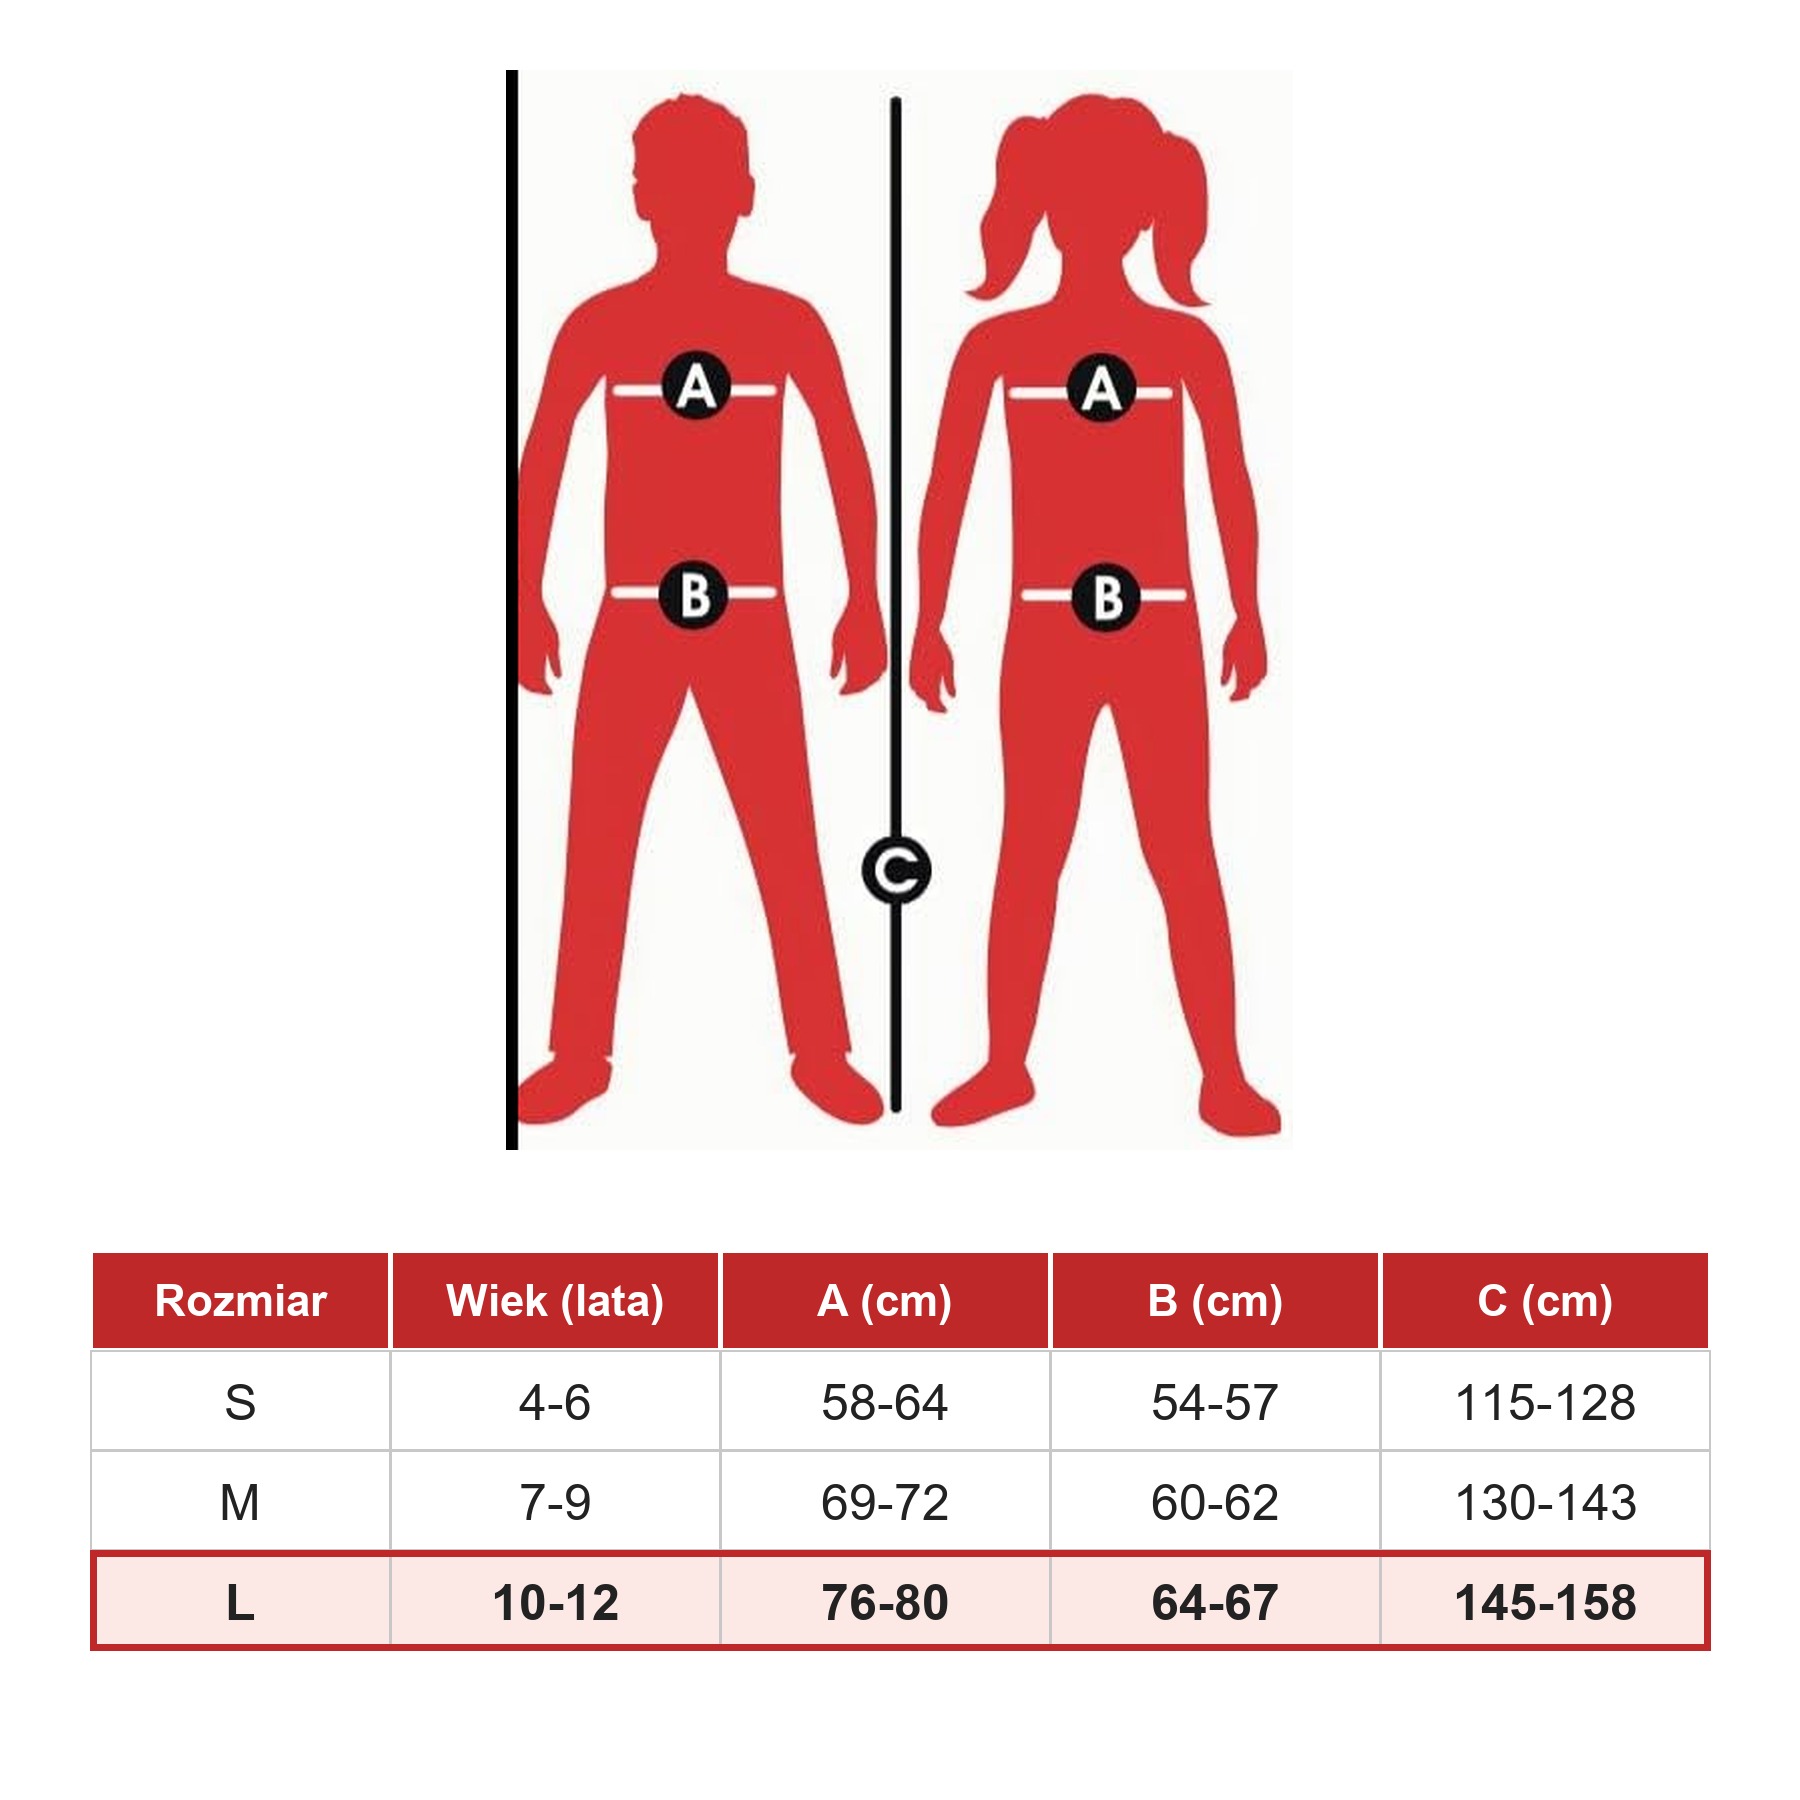 A A
B B
C
Rozmiar Wiek (lata) A (cm) B (cm) C (cm)
S 4-6 58-64 54-57 115-128
M 7-9 69-72 60-62 130-143
L 10-12 76-80 64-67 145-158